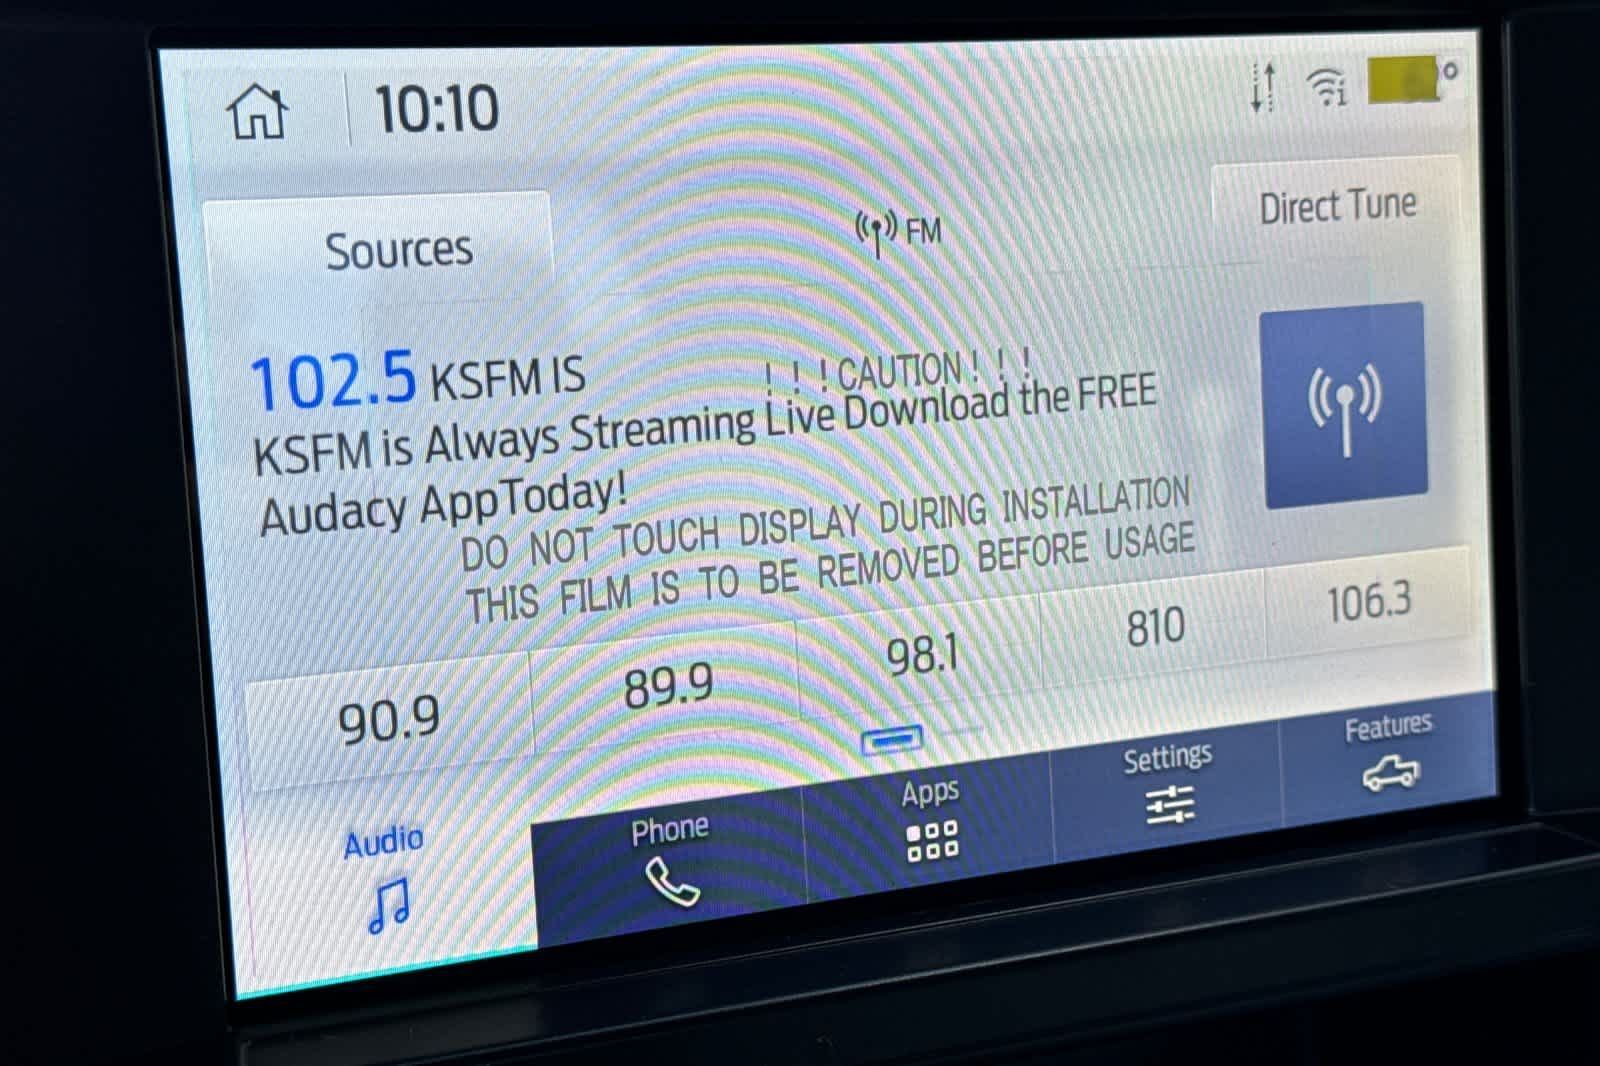 10:10
Sources
FM
Direct Tune
102.5 KSFM IS
! ! ! CAUTION ! ! !
KSFM is Always Streaming Live Download the FREE
Audacy App Today!
DO NOT TOUCH DISPLAY DURING INSTALLATION
THIS FILM IS TO BE REMOVED BEFORE USAGE
90.9
89.9
98.1
810
106.3
Audio
Phone
Apps
Settings
Features